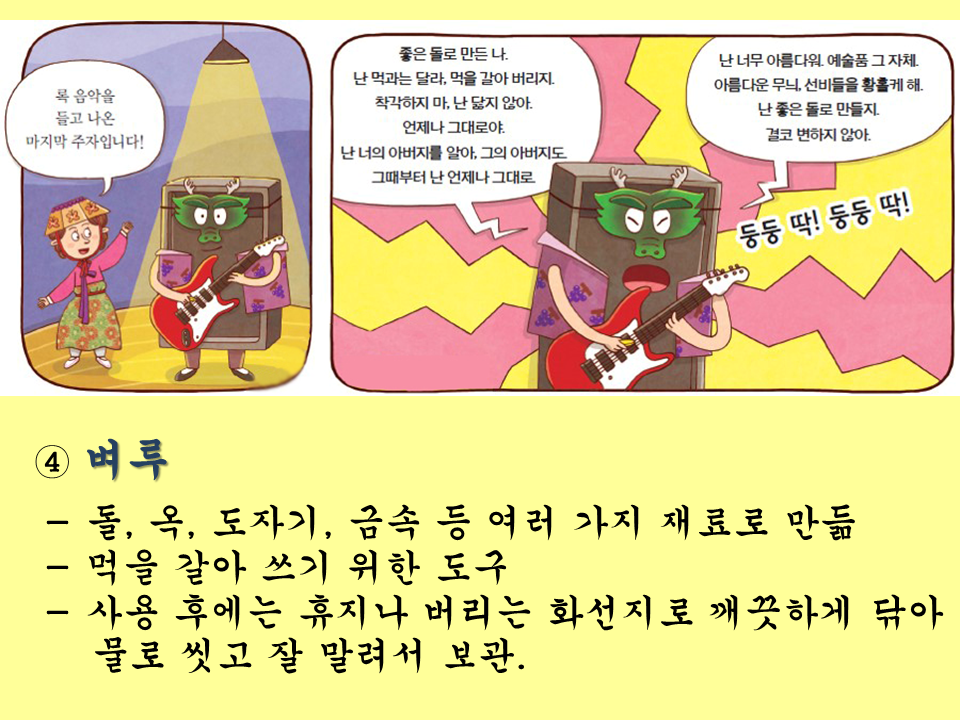 록 음악을
들고 나온
마지막 주자입니다!
좋은 돌로 만든 나.
난 먹과는 달라, 먹을 갈아 버리지.
착각하지 마, 난 닳지 않아.
언제나 그대로야.
난 너의 아버지를 알아, 그의 아버지도.
그때부터 난 언제나 그대로.
난 너무 아름다워. 예술품 그 자체.
아름다운 무늬, 선비들을 황홀케 해.
난 좋은 돌로 만들지.
결코 변하지 않아.
둥둥 딱! 둥둥 딱!
④ 벼루
- 돌, 옥, 도자기, 금속 등 여러 가지 재료로 만듦
- 먹을 갈아 쓰기 위한 도구
- 사용 후에는 휴지나 버리는 화선지로 깨끗하게 닦아
물로 씻고 잘 말려서 보관.